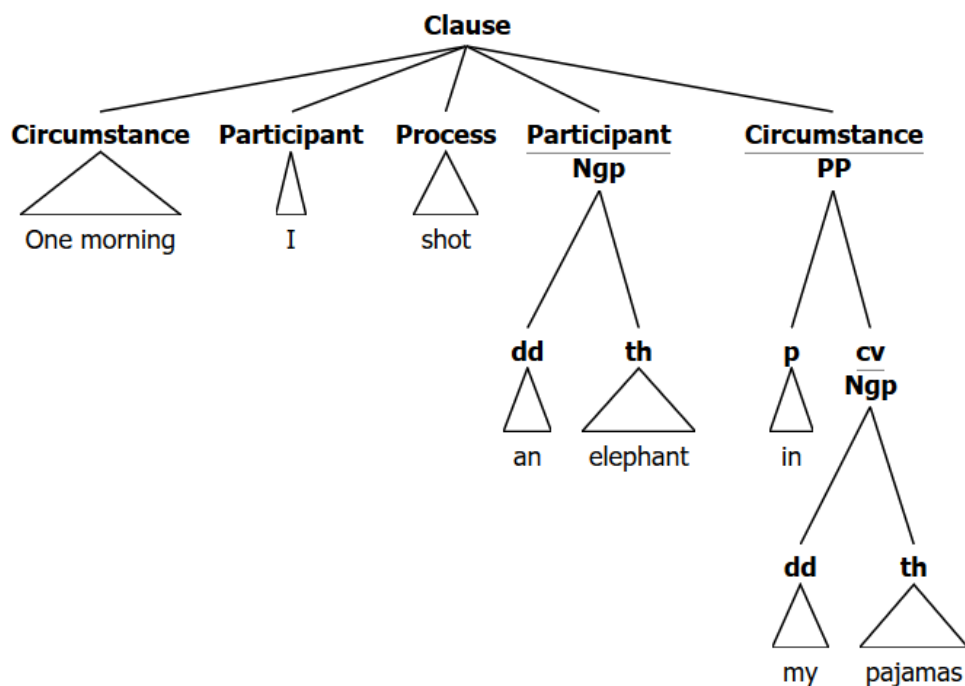 Clause
Circumstance Participant Process Participant Circumstance
Ngp PP
One morning I shot
dd th p cv
Ngp
an elephant in
dd th
my pajamas